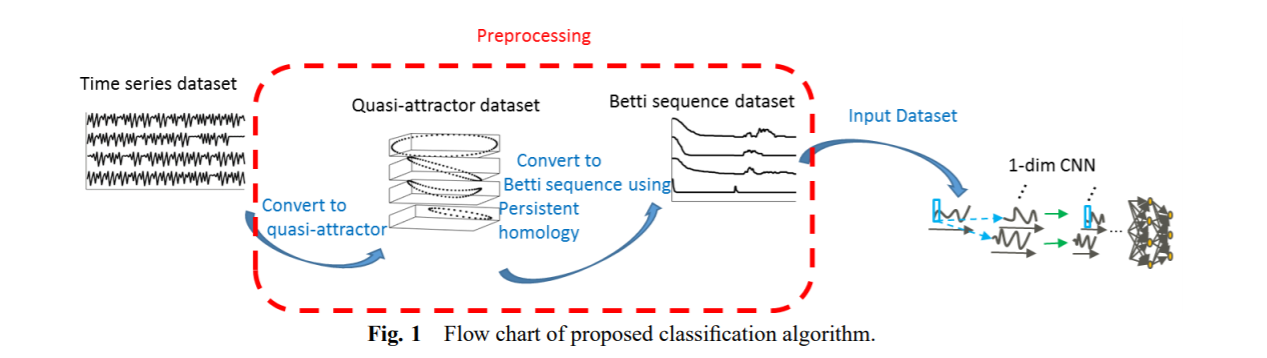 Preprocessing
Time series dataset
Quasi-attractor dataset
Betti sequence dataset
Input Dataset
Convert to
quasi-attractor
Convert to
Betti sequence using
Persistent
homology
1-dim CNN
Fig. 1 Flow chart of proposed classification algorithm.